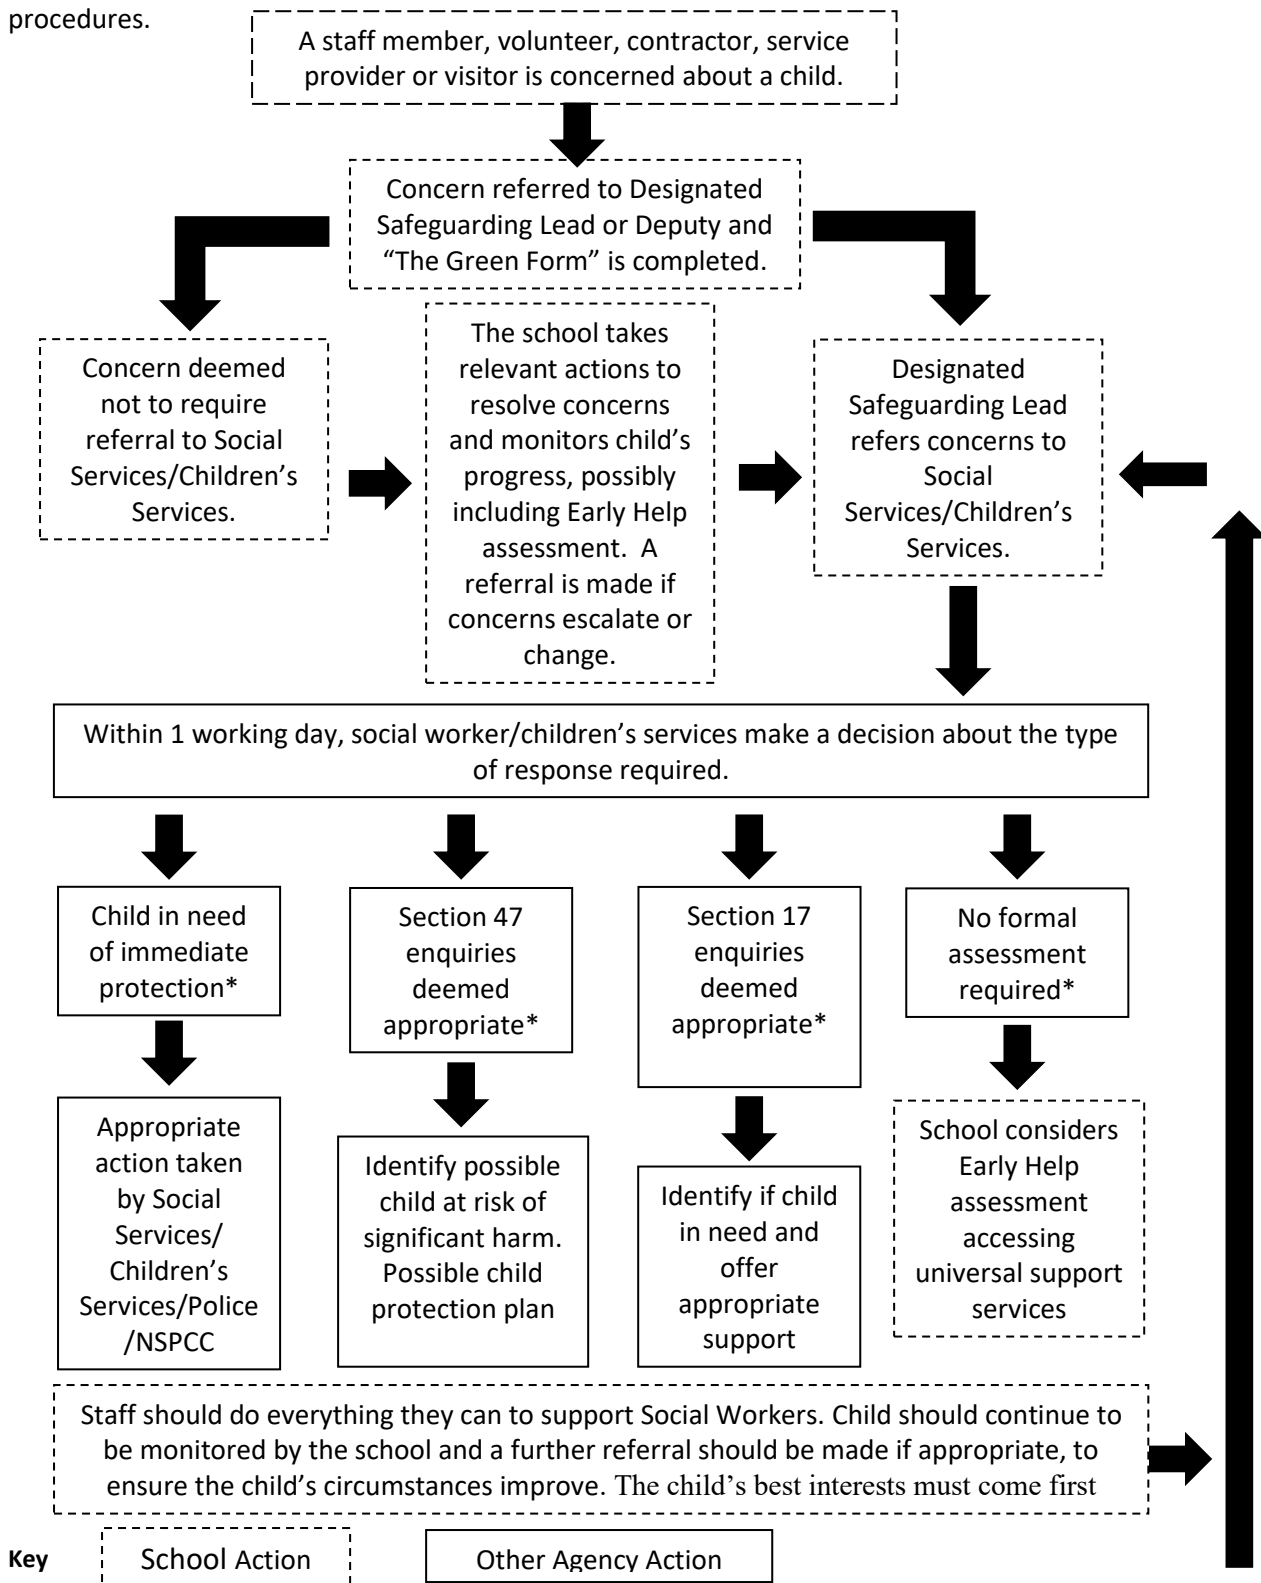 procedures.
A staff member, volunteer, contractor, service
provider or visitor is concerned about a child.
Concern referred to Designated
Safeguarding Lead or Deputy and
“The Green Form” is completed.
Concern deemed
not to require
referral to Social
Services/Children’s
Services.
The school takes
relevant actions to
resolve concerns
and monitors child’s
progress, possibly
including Early Help
assessment.  A
referral is made if
concerns escalate or
change.
Designated
Safeguarding Lead
refers concerns to
Social
Services/Children’s
Services.
Within 1 working day, social worker/children’s services make a decision about the type
of response required.
Child in need
of immediate
protection*
Section 47
enquiries
deemed
appropriate*
Section 17
enquiries
deemed
appropriate*
No formal
assessment
required*
Appropriate
action taken
by Social
Services/
Children’s
Services/Police
/NSPCC
Identify possible
child at risk of
significant harm.
Possible child
protection plan
Identify if child
in need and
offer
appropriate
support
School considers
Early Help
assessment
accessing
universal support
services
Staff should do everything they can to support Social Workers. Child should continue to
be monitored by the school and a further referral should be made if appropriate, to
ensure the child’s circumstances improve. The child’s best interests must come first
Key
School Action
Other Agency Action